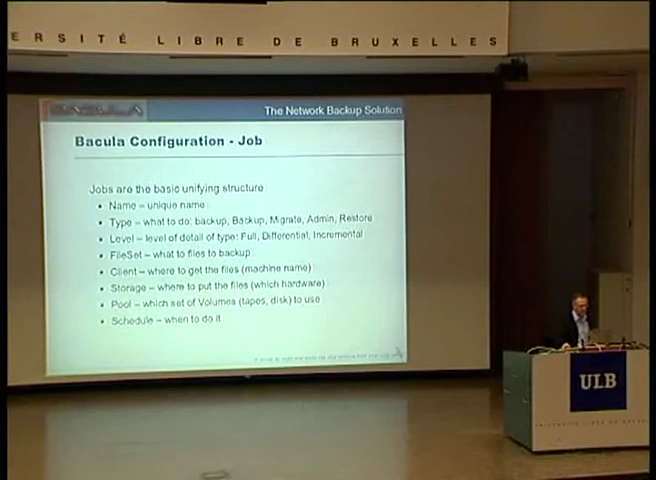 ERSITÉ LIBRE DE BRUXELLES
BACULA The Network Backup Solution
Bacula Configuration - Job
Jobs are the basic unifying structure
• Name – unique name
• Type – what to do: backup, Backup, Migrate, Admin, Restore
• Level – level of detail of type: Full, Differential, Incremental
• FileSet – what to files to backup
• Client – where to get the files (machine name)
• Storage – where to put the files (which hardware)
• Pool – which set of Volumes (tapes, disk) to use
• Schedule – when to do it
ULB